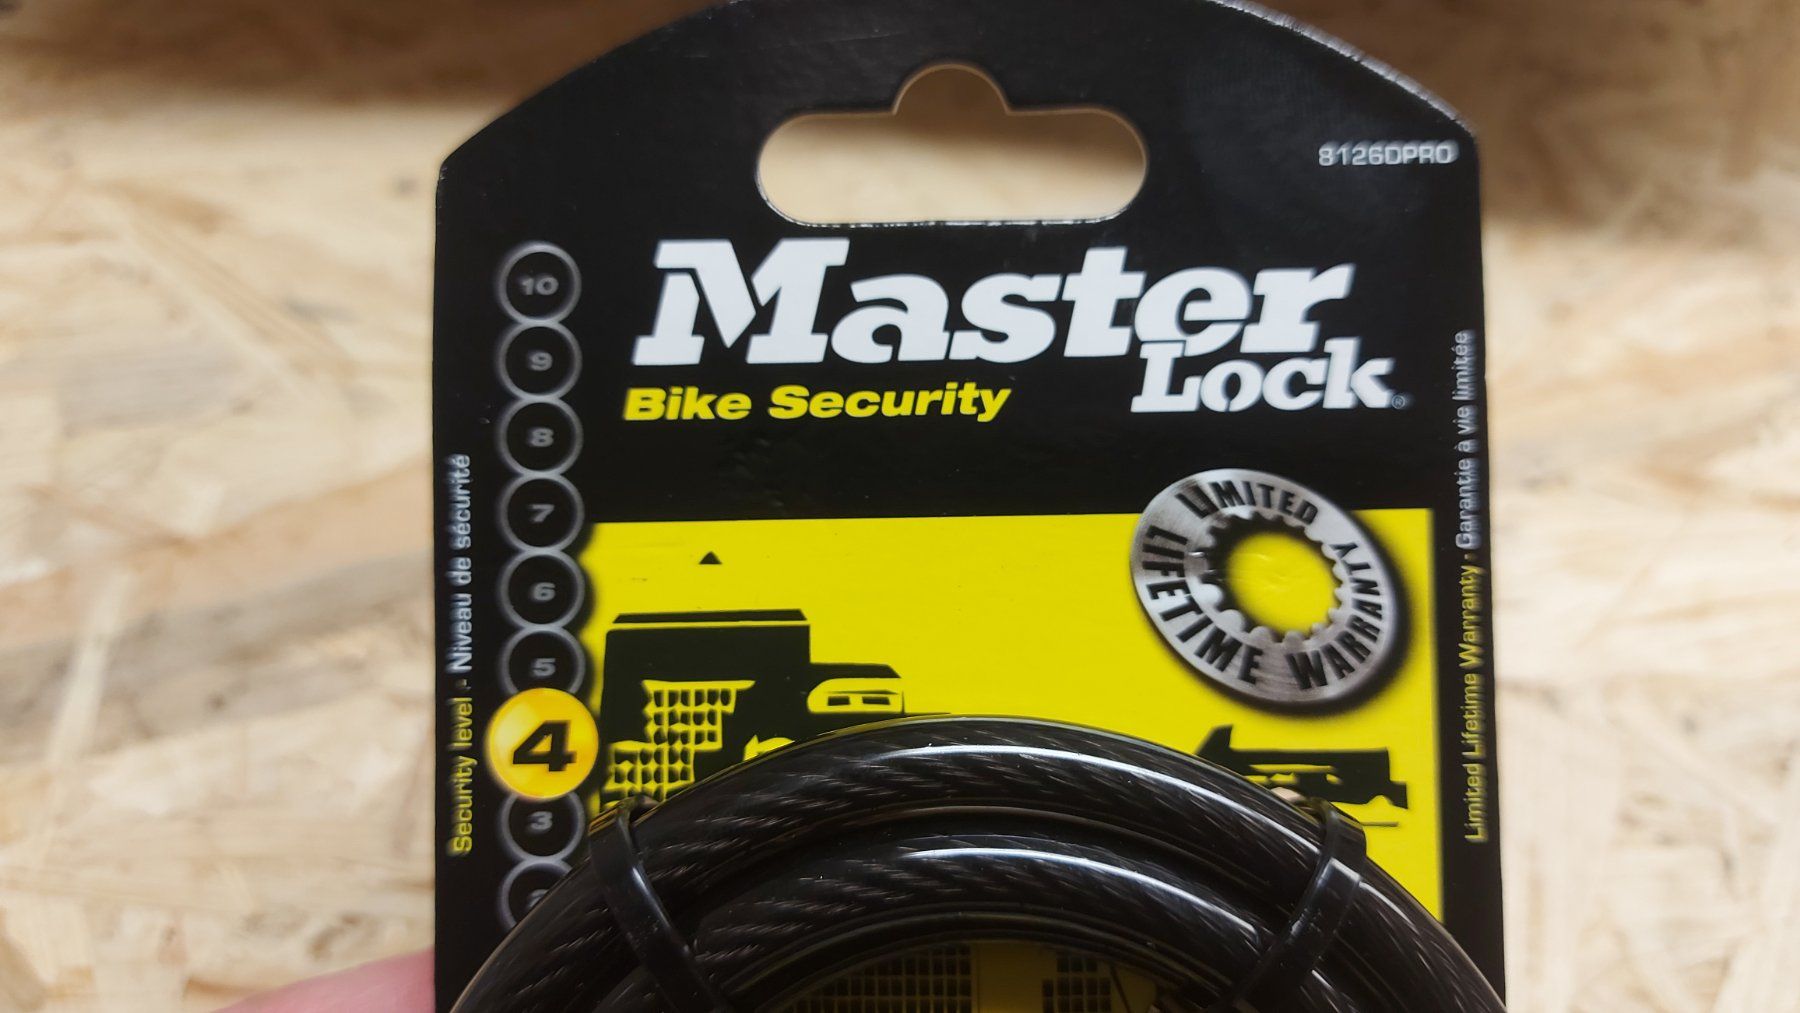 8126DPRO
Master
Lock®
Bike Security
LIMITED
LIFETIME WARRANTY
10
9
8
7
6
5
4
3
2
Security level - Niveau de sécurité
Limited Lifetime Warranty - Garantie à vie limitée